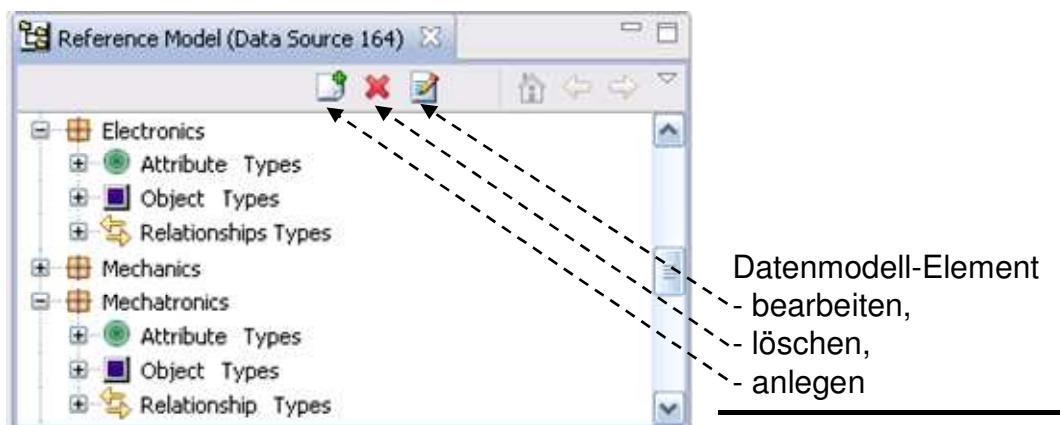 Reference Model (Data Source 164)
Electronics
Attribute Types
Object Types
Relationships Types
Mechanics
Mechatronics
Attribute Types
Object Types
Relationship Types
Datenmodell-Element
- bearbeiten,
- löschen,
- anlegen